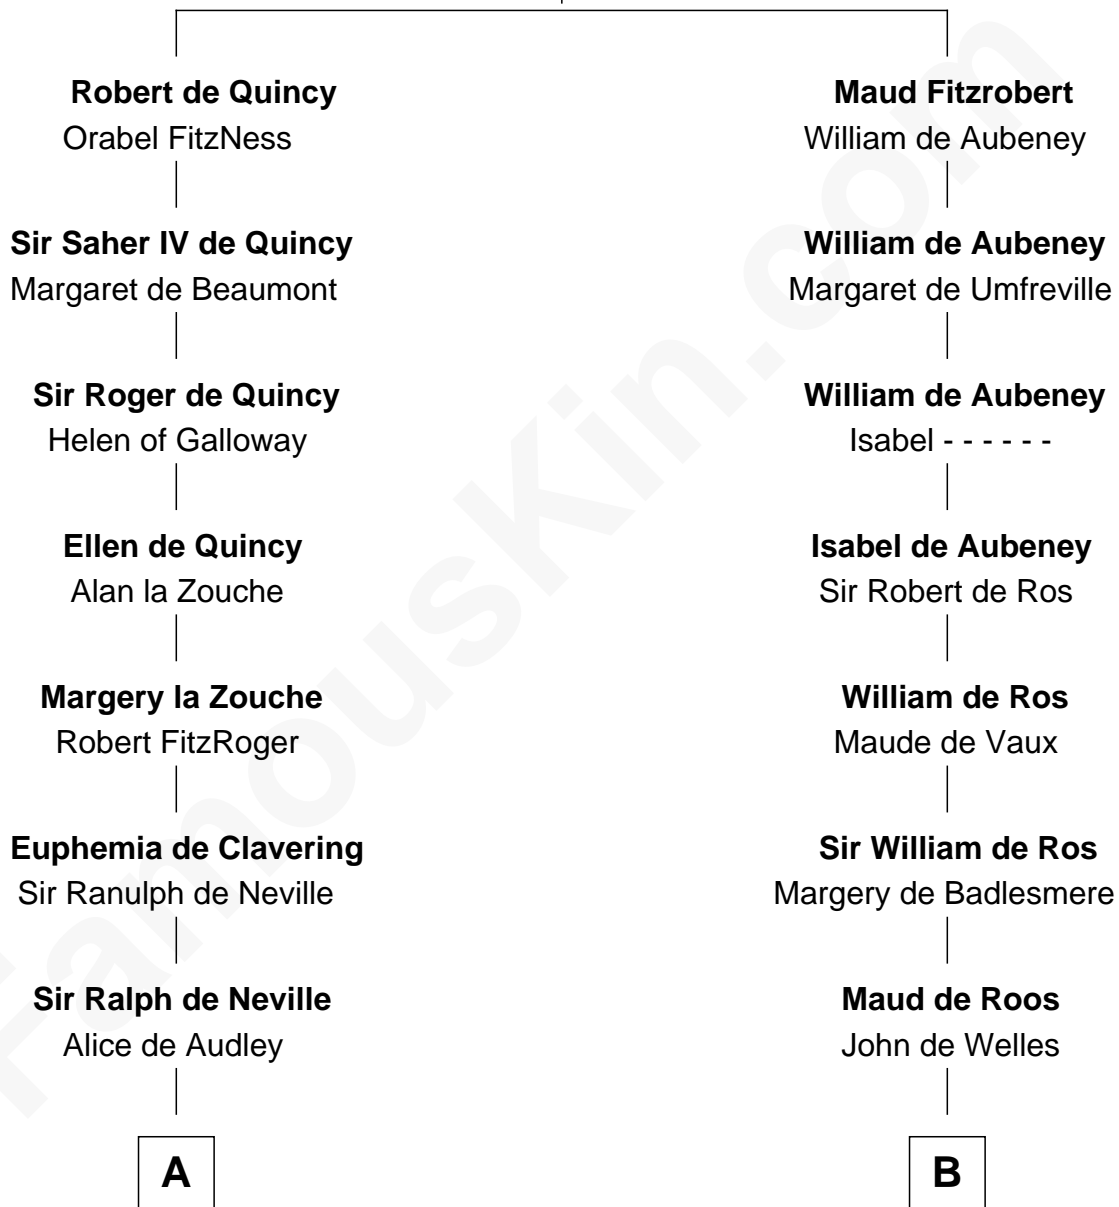 Robert de Quincy
Orabel FitzNess
Sir Saher IV de Quincy
Margaret de Beaumont
Sir Roger de Quincy
Helen of Galloway
Ellen de Quincy
Alan la Zouche
Margery la Zouche
Robert FitzRoger
Euphemia de Clavering
Sir Ranulph de Neville
Sir Ralph de Neville
Alice de Audley
A
Maud Fitzrobert
William de Aubeney
William de Aubeney
Margaret de Umfreville
William de Aubeney
Isabel - - - - - -
Isabel de Aubeney
Sir Robert de Ros
William de Ros
Maude de Vaux
Sir William de Ros
Margery de Badlesmere
Maud de Roos
John de Welles
B
FamousKin.com